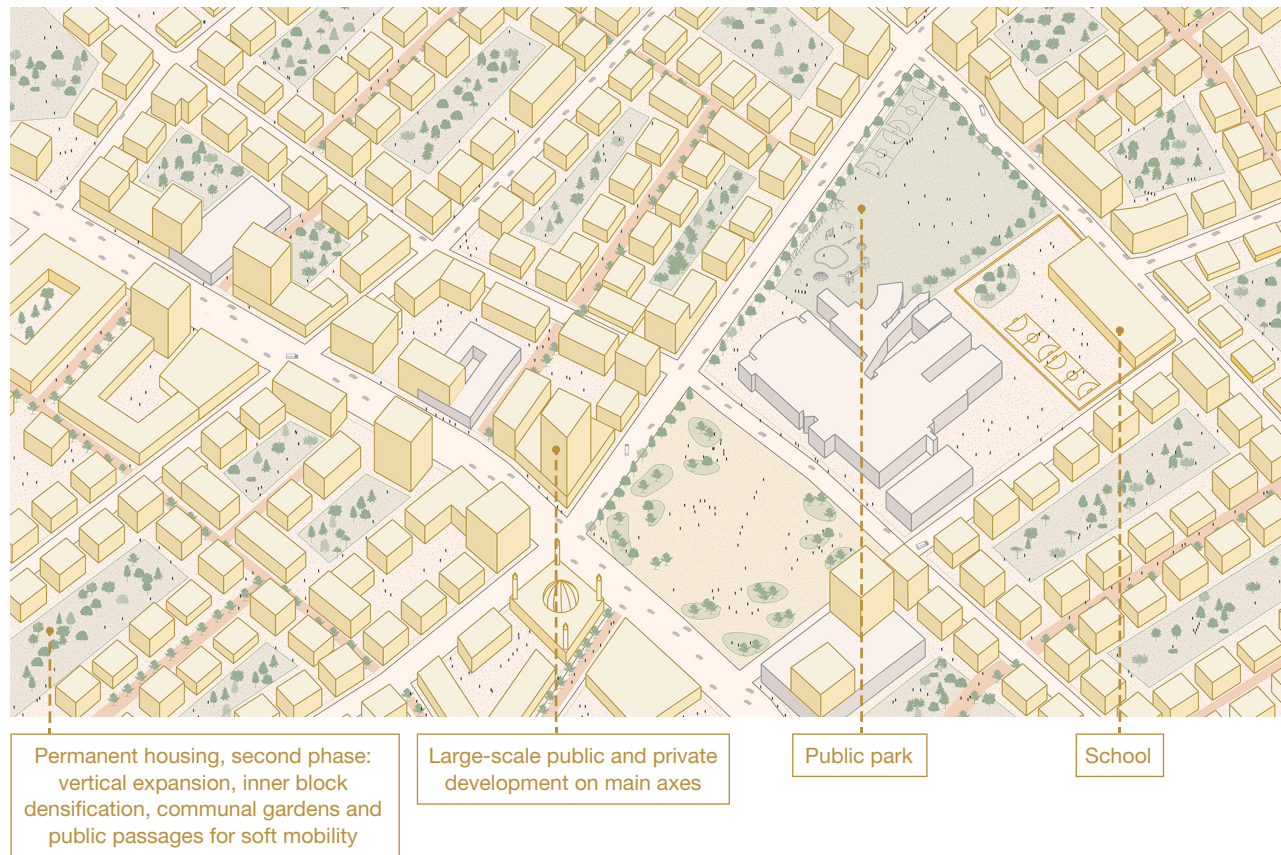 Permanent housing, second phase:
vertical expansion, inner block
densification, communal gardens and
public passages for soft mobility
Large-scale public and private
development on main axes
Public park
School